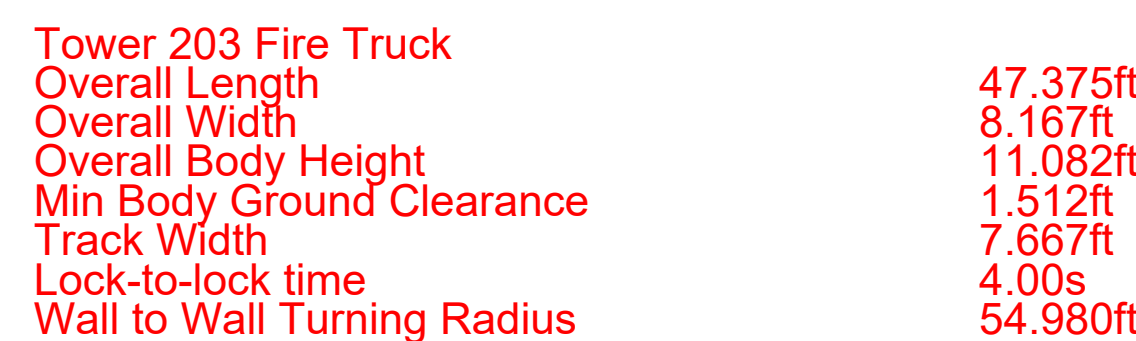 Tower 203 Fire Truck
Overall Length 47.375ft
Overall Width 8.167ft
Overall Body Height 11.082ft
Min Body Ground Clearance 1.512ft
Track Width 7.667ft
Lock-to-lock time 4.00s
Wall to Wall Turning Radius 54.980ft